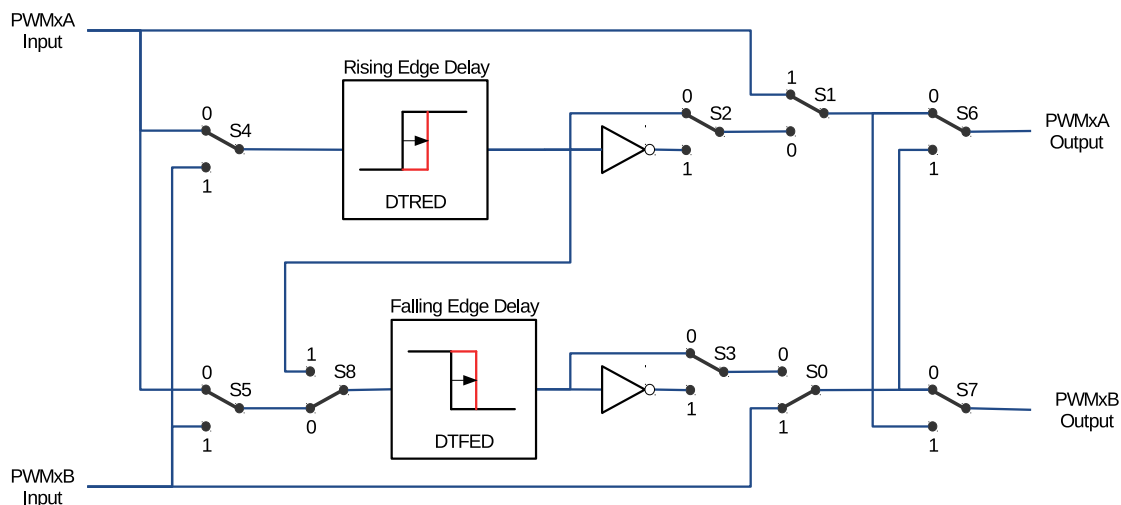 PWMxA
Input
Rising Edge Delay
1
0
S4
0
S2
S1
0
S6
PWMxA
Output
1
DTRED
1
0
1
Falling Edge Delay
1
0
S3
0
0
S5
S8
S0
0
S7
PWMxB
Output
1
0
DTFED
1
1
1
PWMxB
Input